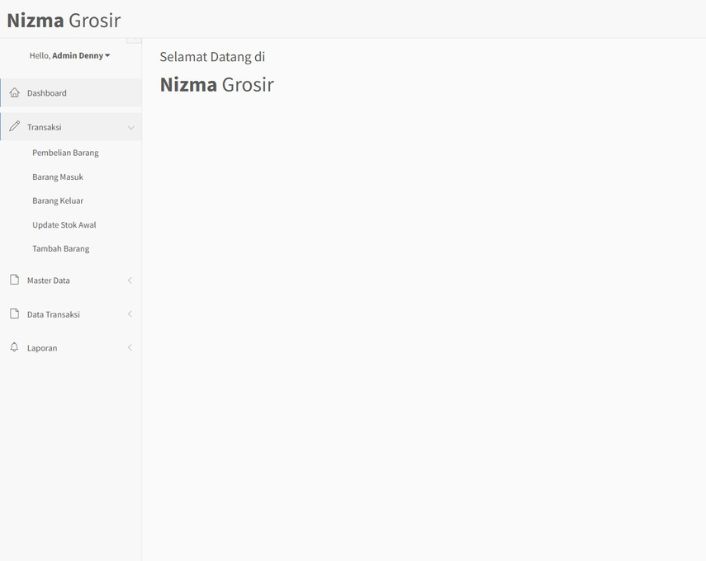 Nizma Grosir
Hello, Admin Denny
Dashboard
Transaksi
Pembelian Barang
Barang Masuk
Barang Keluar
Update Stok Awal
Tambah Barang
Master Data
Data Transaksi
Laporan
Selamat Datang di
Nizma Grosir